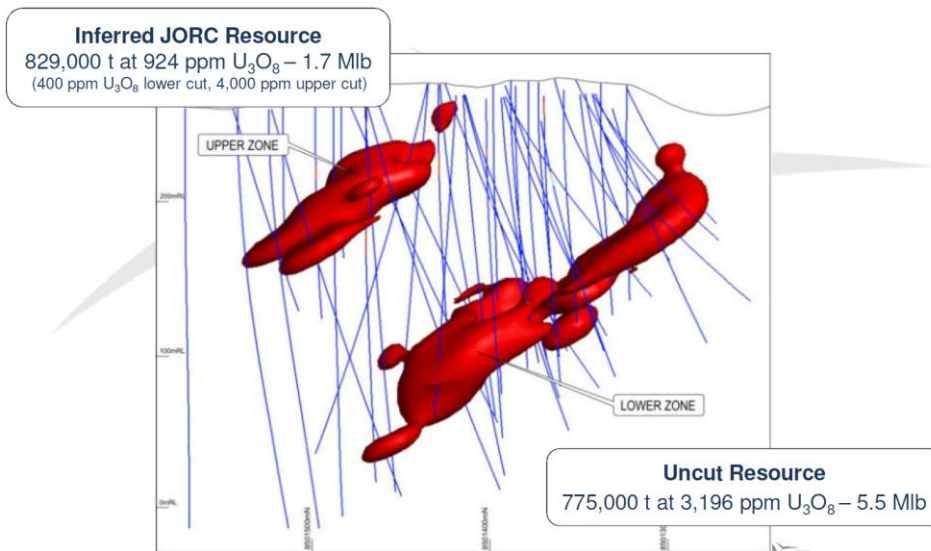 Inferred JORC Resource
829,000 t at 924 ppm U₃O₈ – 1.7 Mlb
(400 ppm U₃O₈ lower cut, 4,000 ppm upper cut)
UPPER ZONE
200mRL
100mRL
LOWER ZONE
Uncut Resource
775,000 t at 3,196 ppm U₃O₈ – 5.5 Mlb
0mRL
8501500mN
8501400mN